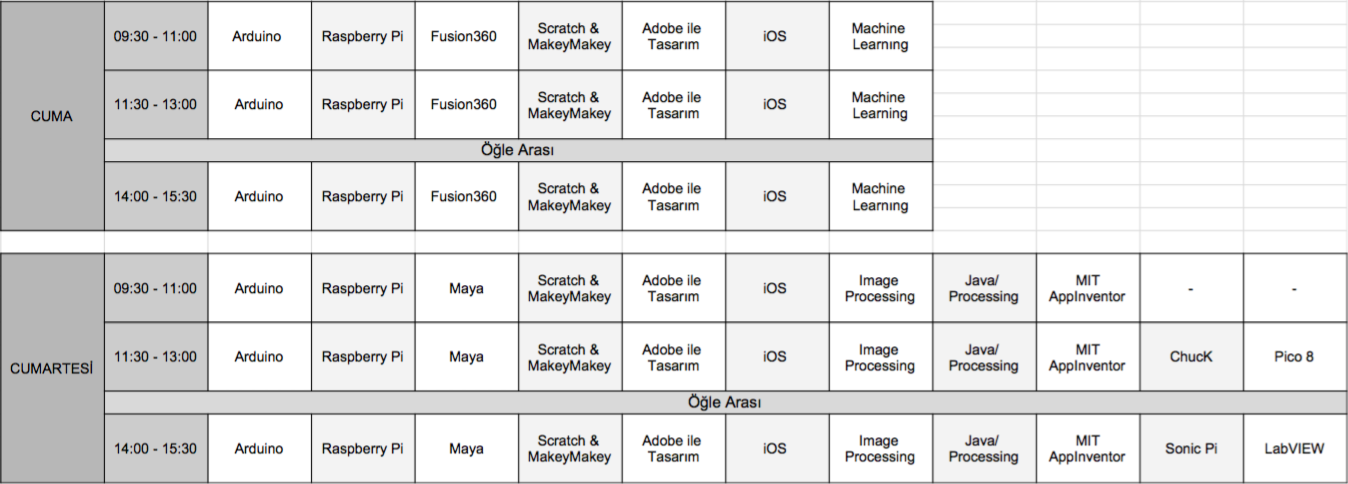 CUMA
09:30 - 11:00 Arduino Raspberry Pi Fusion360 Scratch & MakeyMakey Adobe ile Tasarım iOS Machine Learnıng
11:30 - 13:00 Arduino Raspberry Pi Fusion360 Scratch & MakeyMakey Adobe ile Tasarım iOS Machine Learning
Öğle Arası
14:00 - 15:30 Arduino Raspberry Pi Fusion360 Scratch & MakeyMakey Adobe ile Tasarım iOS Machine Learnıng
CUMARTESİ
09:30 - 11:00 Arduino Raspberry Pi Maya Scratch & MakeyMakey Adobe ile Tasarım iOS Image Processing Java/ Processing MIT AppInventor - -
11:30 - 13:00 Arduino Raspberry Pi Maya Scratch & MakeyMakey Adobe ile Tasarım iOS Image Processing Java/ Processing MIT AppInventor ChucK Pico 8
Öğle Arası
14:00 - 15:30 Arduino Raspberry Pi Maya Scratch & MakeyMakey Adobe ile Tasarım iOS Image Processing Java/ Processing MIT AppInventor Sonic Pi LabVIEW